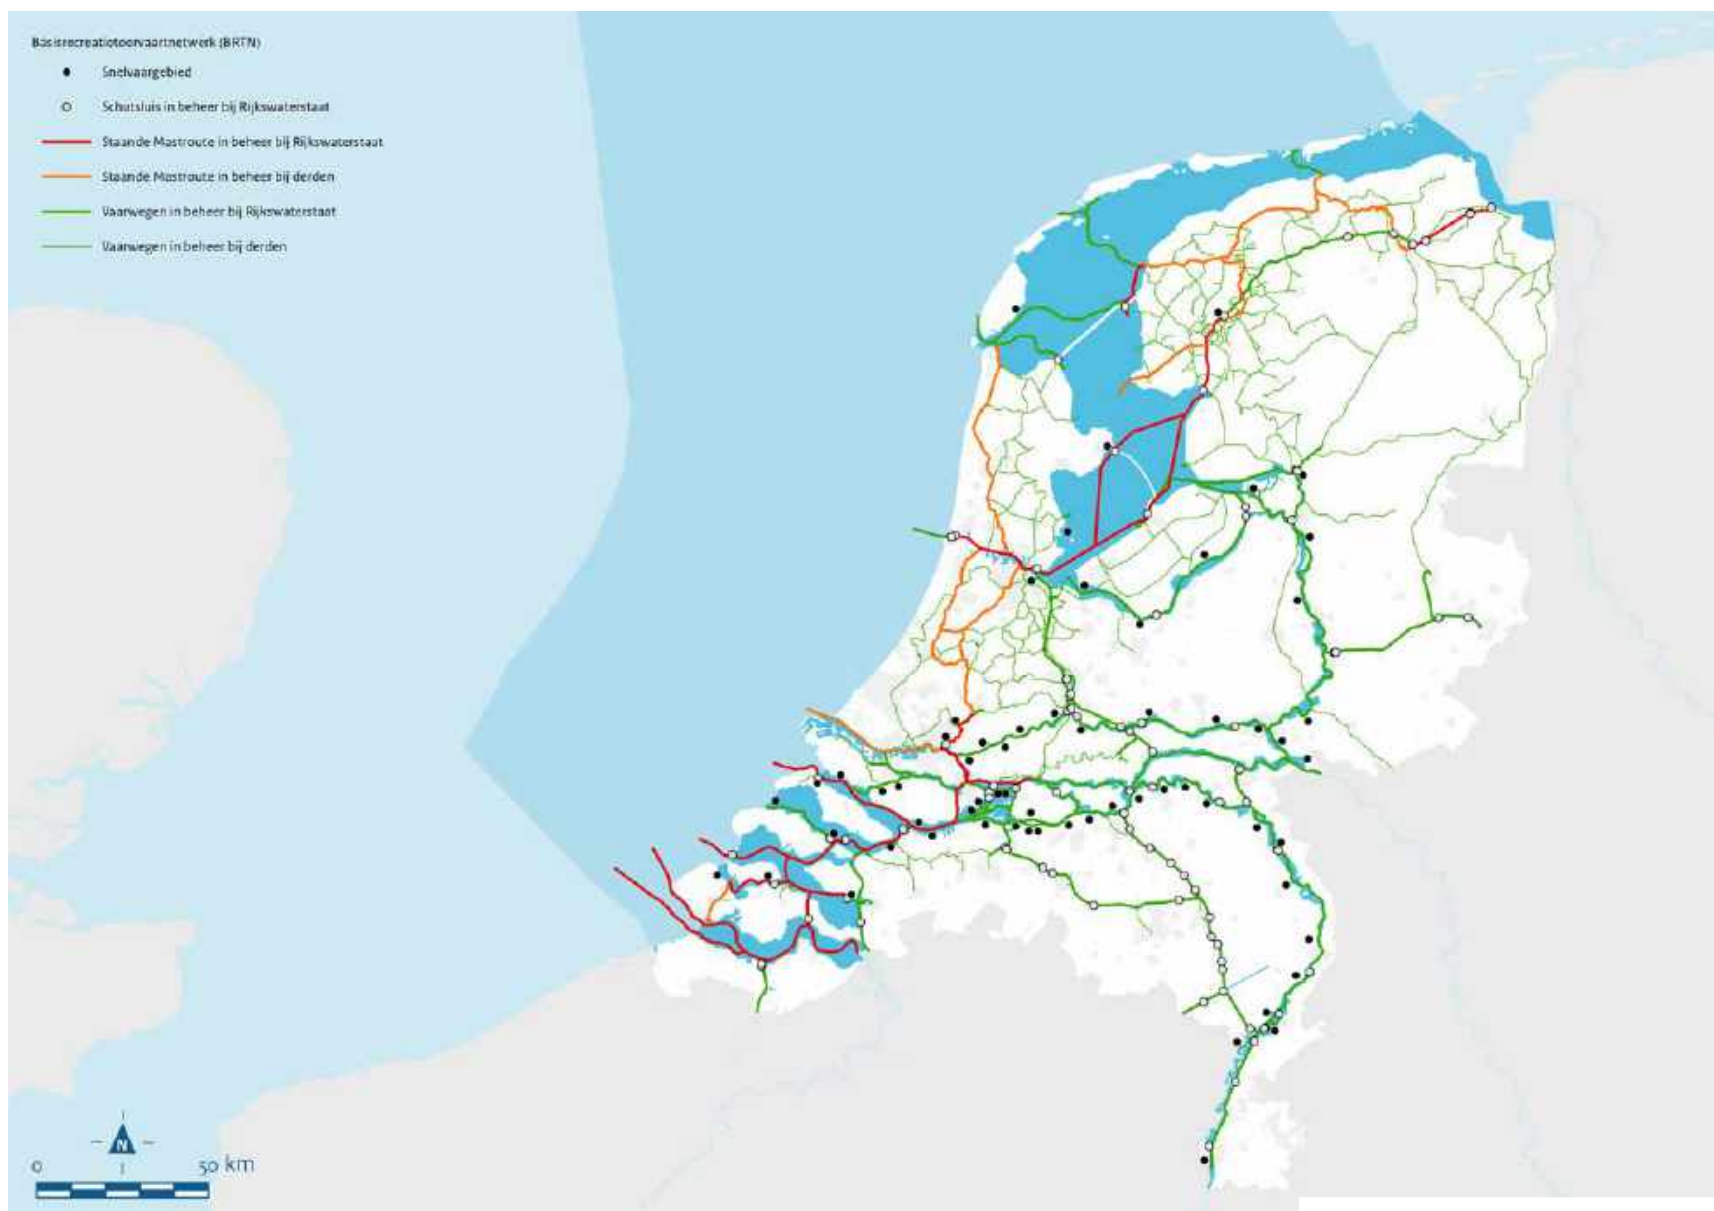 Basisrecreatietoervaartnetwerk (BRTN)
Snelvaargebied
Schutsluis in beheer bij Rijkswaterstaat
Staande Mastroute in beheer bij Rijkswaterstaat
Staande Mastroute in beheer bij derden
Vaarwegen in beheer bij Rijkswaterstaat
Vaarwegen in beheer bij derden
N
0 50 km